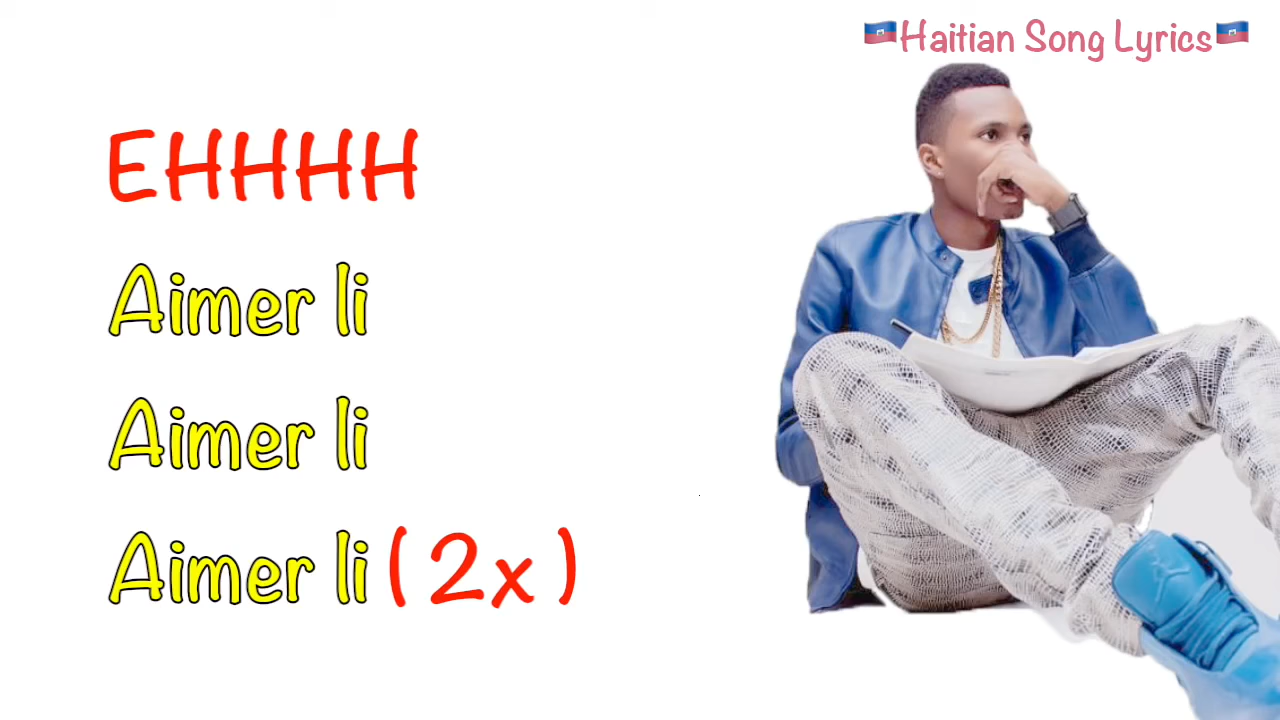 🇭🇹Haitian Song Lyrics🇭🇹
EHHHH
Aimer li
Aimer li
Aimer li ( 2x )